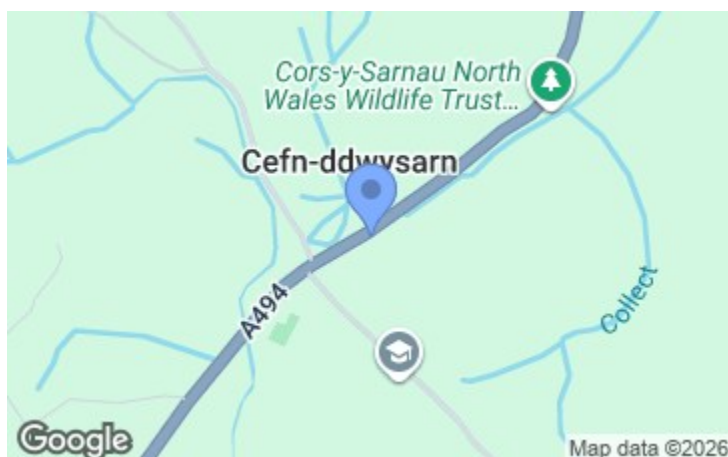 Cors-y-Sarnau North
Wales Wildlife Trust...
Cefn-ddwysarn
A494
Collect
Google
Map data ©2026